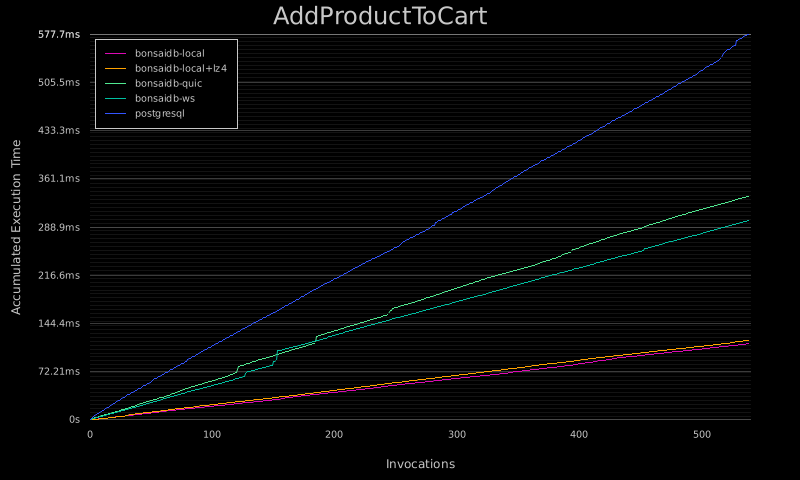 AddProductToCart
577.7ms
505.5ms
433.3ms
361.1ms
288.9ms
216.6ms
144.4ms
72.21ms
0s
Accumulated Execution Time
bonsaidb-local
bonsaidb-local+lz4
bonsaidb-quic
bonsaidb-ws
postgresql
0 100 200 300 400 500
Invocations